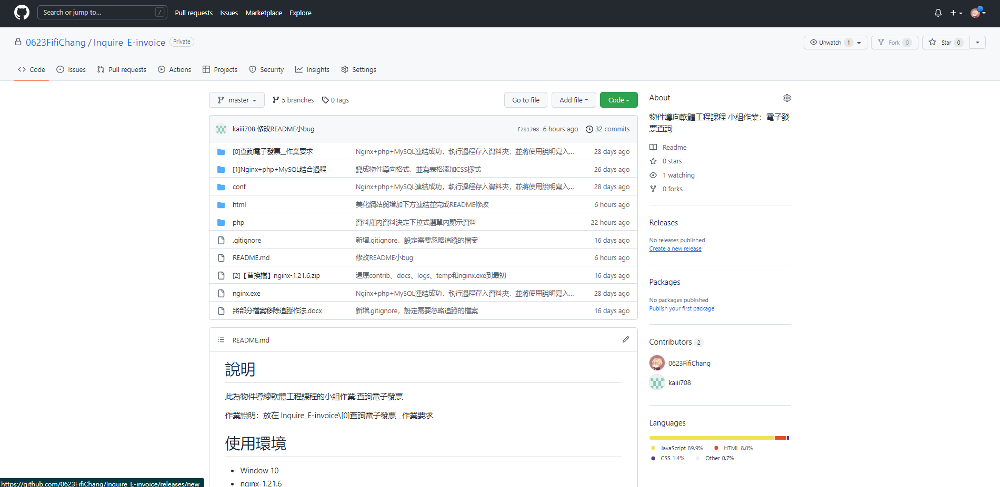 Search or jump to... /
Pull requests Issues Marketplace Explore
0623FifiChang / Inquire_E-invoice Private
Unwatch 1 Fork 0 Star 0
Code Issues Pull requests Actions Projects Security Insights Settings
master 5 branches 0 tags Go to file Add file Code
kaiii708 修改README小bug f781708 6 hours ago 32 commits
[0]查詢電子發票__作業要求 Nginx+php+MySQL連結成功，執行過程存入資料夾，並將使用說明寫入... 28 days ago
[1]Nginx+php+MySQL結合過程 變成物件導向格式，並為表格添加CSS樣式 26 days ago
conf Nginx+php+MySQL連結成功，執行過程存入資料夾，並將使用說明寫入... 28 days ago
html 美化網站與增加下方連結並完成README修改 6 hours ago
php 資料庫內資料決定下拉式選單內顯示資料 22 hours ago
.gitignore 新增.gitignore，設定需要忽略追蹤的檔案 16 days ago
README.md 修改README小bug 6 hours ago
[2]【替換檔】nginx-1.21.6.zip 還原contrib、docs、logs、temp和nginx.exe到最初 16 days ago
nginx.exe Nginx+php+MySQL連結成功，執行過程存入資料夾，並將使用說明寫入... 28 days ago
將部分檔案移除追蹤作法.docx 新增.gitignore，設定需要忽略追蹤的檔案 16 days ago
README.md
說明
此為物件導線軟體工程課程的小組作業:查詢電子發票
作業說明：放在 Inquire_E-invoice\[0]查詢電子發票__作業要求
使用環境
Window 10
nginx-1.21.6
About
物件導向軟體工程課程 小組作業：電子發
票查詢
Readme
0 stars
1 watching
0 forks
Releases
No releases published
Create a new release
Packages
No packages published
Publish your first package
Contributors 2
0623FifiChang
kaiii708
Languages
JavaScript 89.9% HTML 8.0%
CSS 1.4% Other 0.7%
https://github.com/0623FifiChang/Inquire_E-invoice/releases/new